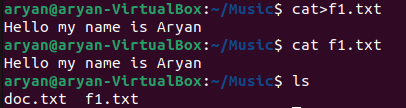 aryan@aryan-VirtualBox:~/Music$ cat>f1.txt
Hello my name is Aryan
aryan@aryan-VirtualBox:~/Music$ cat f1.txt
Hello my name is Aryan
aryan@aryan-VirtualBox:~/Music$ ls
doc.txt  f1.txt